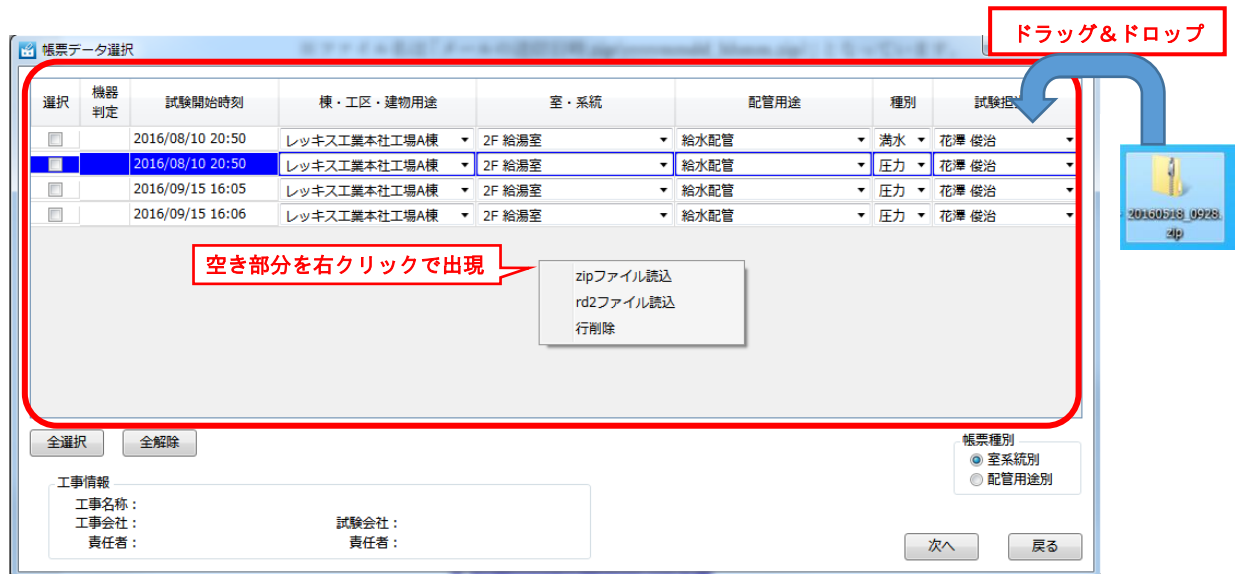 ドラッグ&ドロップ
帳票データ選択
選択 機器判定 試験開始時刻 棟・工区・建物用途 室・系統 配管用途 種別 試験担
2016/08/10 20:50 レッキス工業本社工場A棟 2F 給湯室 給水配管 満水 花澤 俊治
2016/08/10 20:50 レッキス工業本社工場A棟 2F 給湯室 給水配管 圧力 花澤 俊治
2016/09/15 16:05 レッキス工業本社工場A棟 2F 給湯室 給水配管 圧力 花澤 俊治
2016/09/15 16:06 レッキス工業本社工場A棟 2F 給湯室 給水配管 圧力 花澤 俊治
20160518_0928.
zip
空き部分を右クリックで出現
zipファイル読込
rd2ファイル読込
行削除
全選択 全解除
帳票種別
室系統別
配管用途別
工事情報
工事名称:
工事会社: 試験会社:
責任者: 責任者:
次へ 戻る